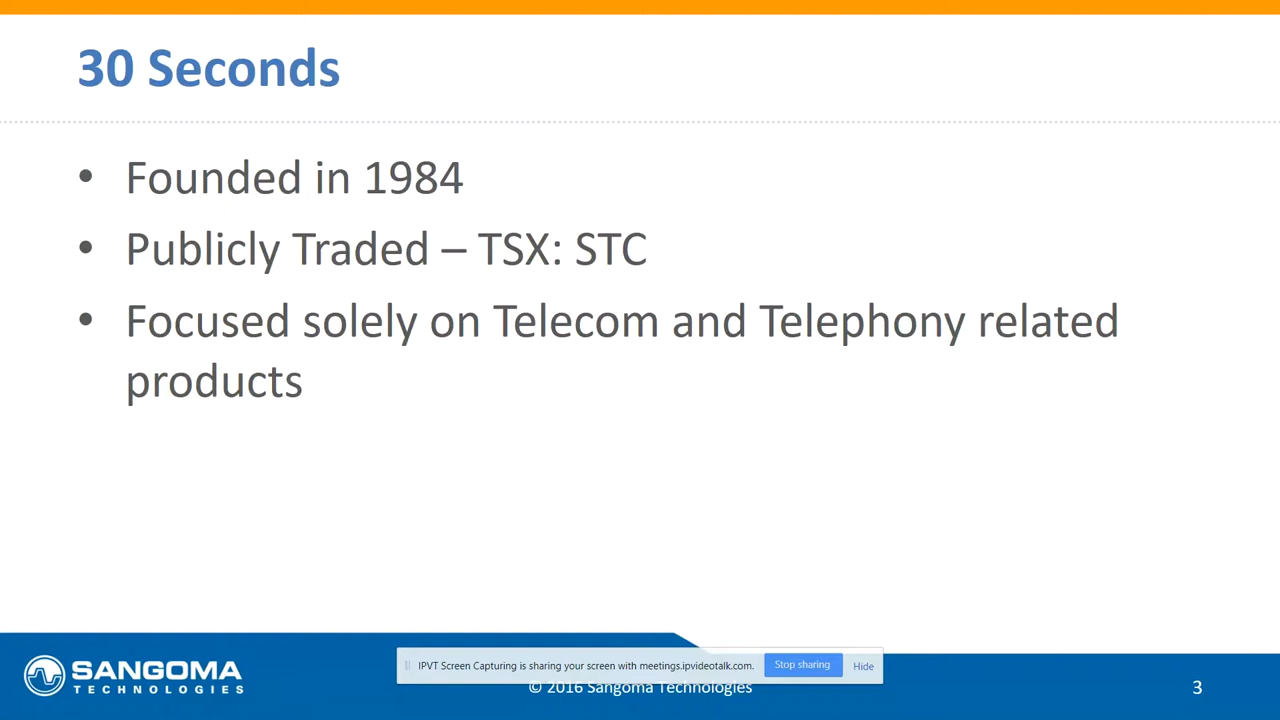 30 Seconds
• Founded in 1984
• Publicly Traded – TSX: STC
• Focused solely on Telecom and Telephony related
products
SANGOMA
TECHNOLOGIES
IPVT Screen Capturing is sharing your screen with meetings.ipvideotalk.com.
Stop sharing
Hide
© 2016 Sangoma Technologies
3